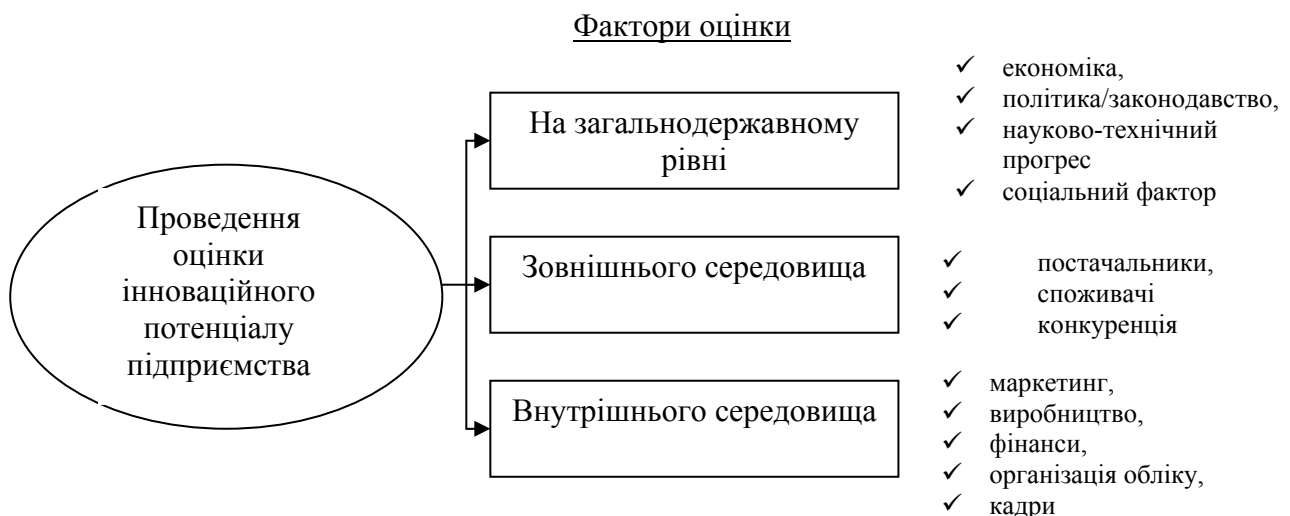 Фактори оцінки
Проведення
оцінки
інноваційного
потенціалу
підприємства
На загальнодержавному
рівні
✓ економіка,
✓ політика/законодавство,
✓ науково-технічний
прогрес
✓ соціальний фактор
Зовнішнього середовища
✓ постачальники,
✓ споживачі
✓ конкуренція
Внутрішнього середовища
✓ маркетинг,
✓ виробництво,
✓ фінанси,
✓ організація обліку,
✓ кадри